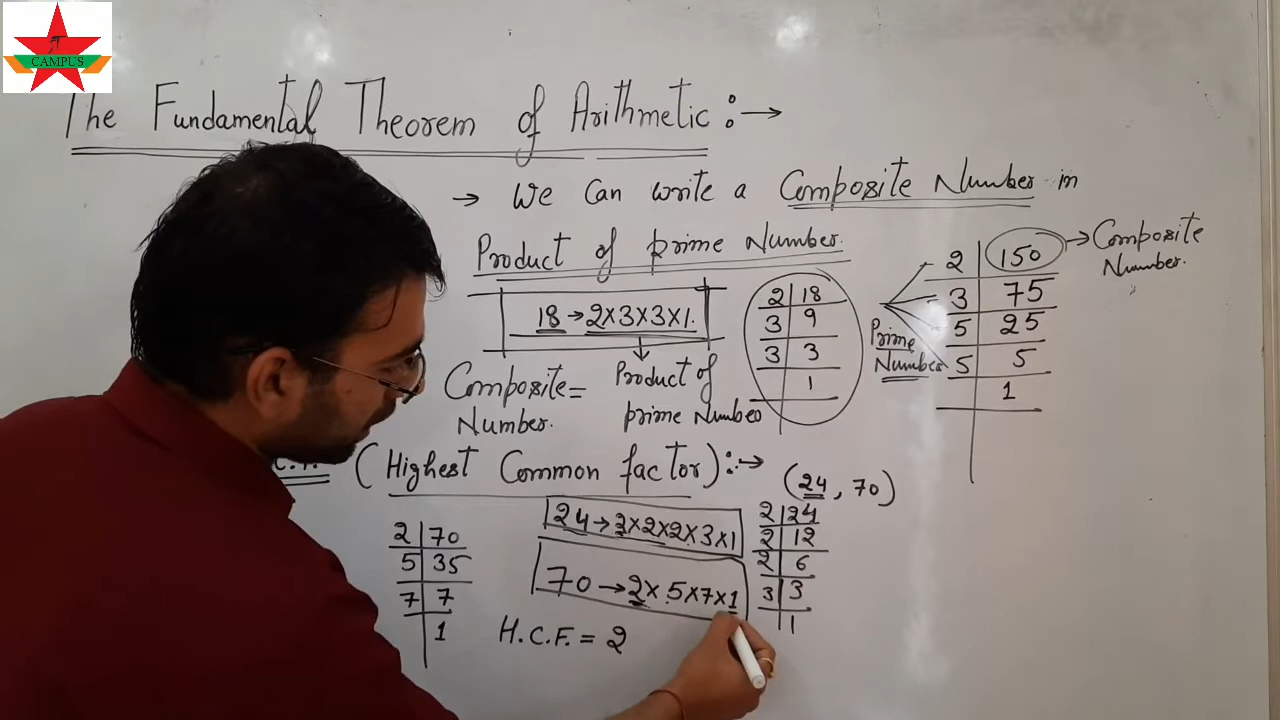 CAMPUS
The Fundamental Theorem of Arithmetic :→
→ We Can write a Composite Number in
Product of prime Number.
18 → 2×3×3×1
Composite= Number.
Product of prime Number
2 18
3 9
3 3
1
Prime Number
2 150
3 75
5 25
5 5
1
→ Composite Number.
(Highest Common factor) :→
(24, 70)
2 70
5 35
7 7
1
24 → 2×2×2×3×1
70 → 2×5×7×1
H.C.F. = 2
2 24
2 12
2 6
3 3
1